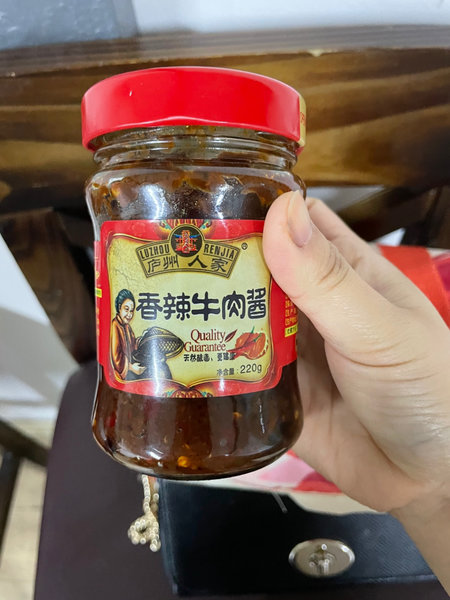 LUZHOU RENJIA
庐州人家®
香辣牛肉酱
Quality
Guarantee
净含量：220g